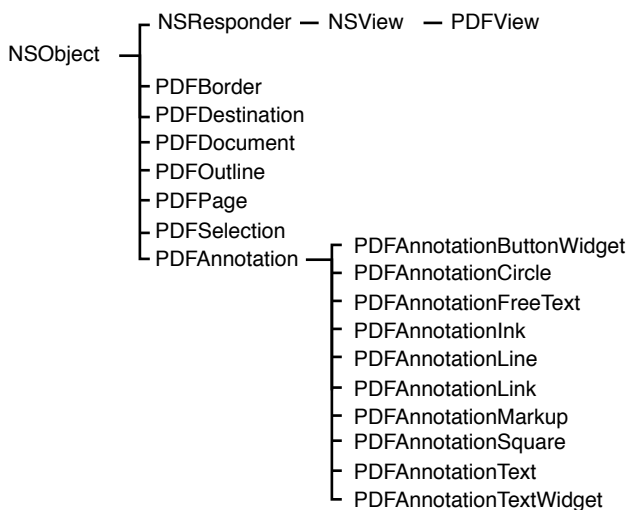 NSResponder — NSView — PDFView
NSObject
PDFBorder
PDFDestination
PDFDocument
PDFOutline
PDFPage
PDFSelection
PDFAnnotation
PDFAnnotationButtonWidget
PDFAnnotationCircle
PDFAnnotationFreeText
PDFAnnotationInk
PDFAnnotationLine
PDFAnnotationLink
PDFAnnotationMarkup
PDFAnnotationSquare
PDFAnnotationText
PDFAnnotationTextWidget